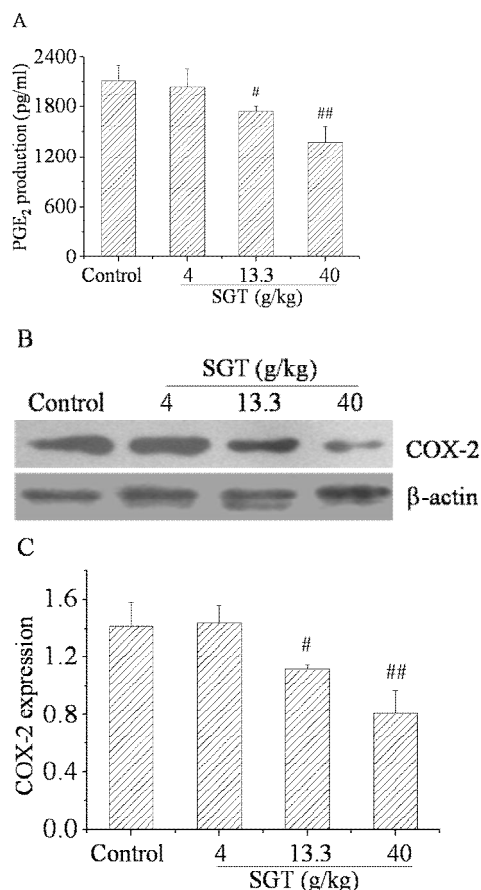 A
PGE₂ production (pg/ml)
2400
1800
1200
600
0
#
##
Control 4 13.3 40
SGT (g/kg)
B
SGT (g/kg)
Control 4 13.3 40
COX-2
β-actin
C
COX-2 expression
1.6
1.2
0.8
0.4
0.0
#
##
Control 4 13.3 40
SGT (g/kg)